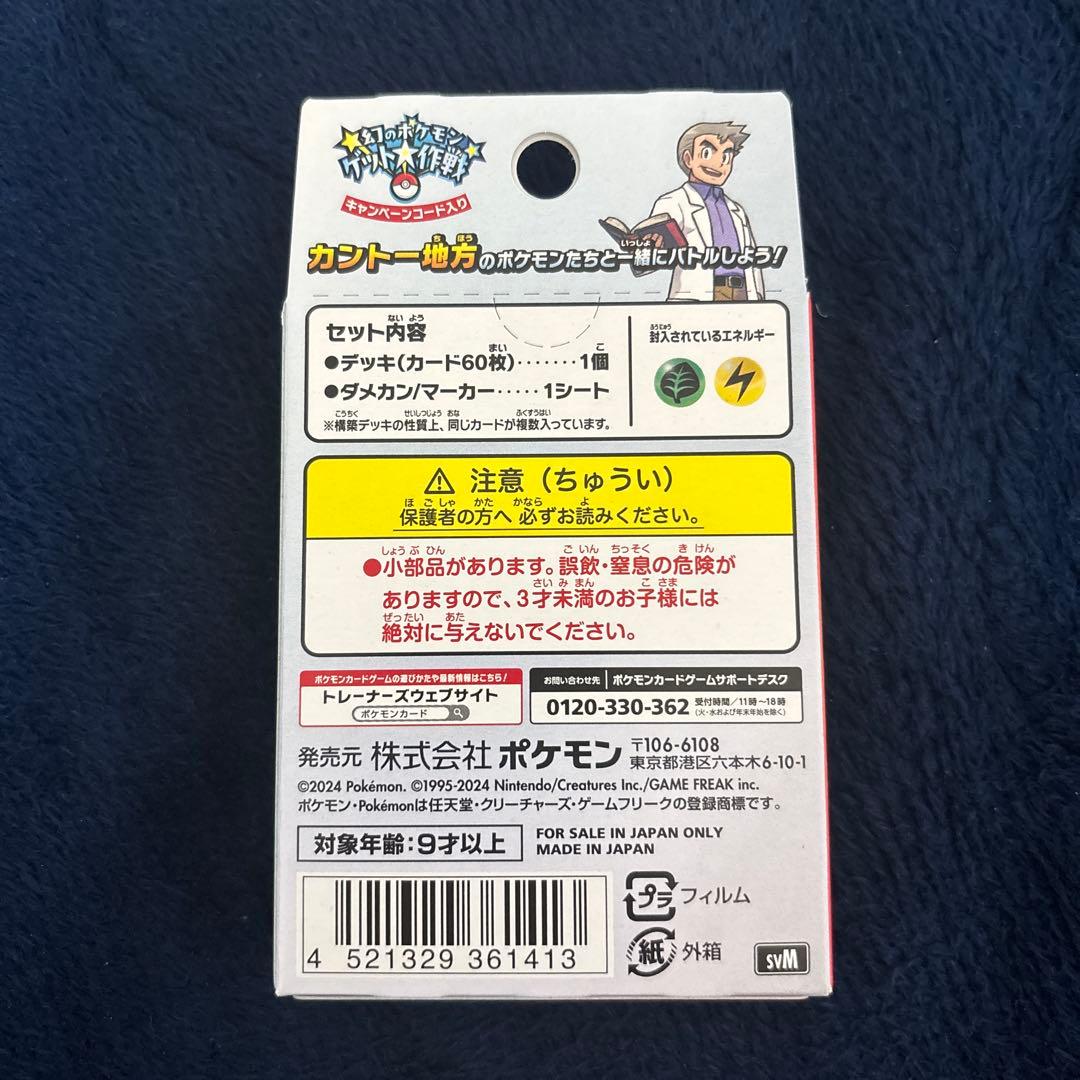 幻のポケモン
ゲット★作戦
キャンペーンコード入り
カントー地方のポケモンたちと一緒にバトルしよう!
セット内容
●デッキ(カード60枚)·······1個
●ダメカン/マーカー·····1シート
※構築デッキの性質上、同じカードが複数入っています。
封入されているエネルギー
⚠ 注意(ちゅうい)
保護者の方へ 必ずお読みください。
●小部品があります。誤飲・窒息の危険が
ありますので、3才未満のお子様には
絶対に与えないでください。
ポケモンカードゲームの遊びかたや最新情報はこちら!
トレーナーズウェブサイト
ポケモンカード
お問い合わせ先 ポケモンカードゲームサポートデスク
0120-330-362 受付時間/11時~18時
(火・水および年末年始を除く)
発売元 株式会社 ポケモン
〒106-6108
東京都港区六本木6-10-1
©2024 Pokémon. ©1995-2024 Nintendo/Creatures Inc./GAME FREAK inc.
ポケモン・Pokémonは任天堂・クリーチャーズ・ゲームフリークの登録商標です。
対象年齢:9才以上
FOR SALE IN JAPAN ONLY
MADE IN JAPAN
4 521329 361413
プラ フィルム
紙 外箱
svM